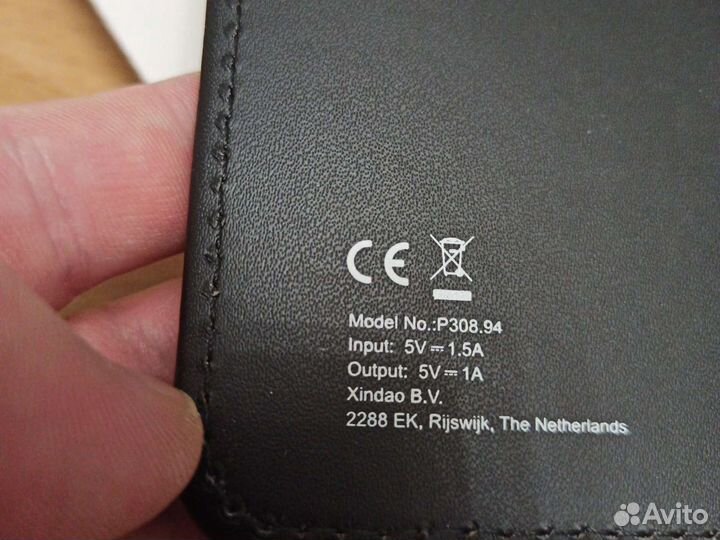 CE
Model No.:P308.94
Input: 5V⎓1.5A
Output: 5V⎓1A
Xindao B.V.
2288 EK, Rijswijk, The Netherlands
Avito